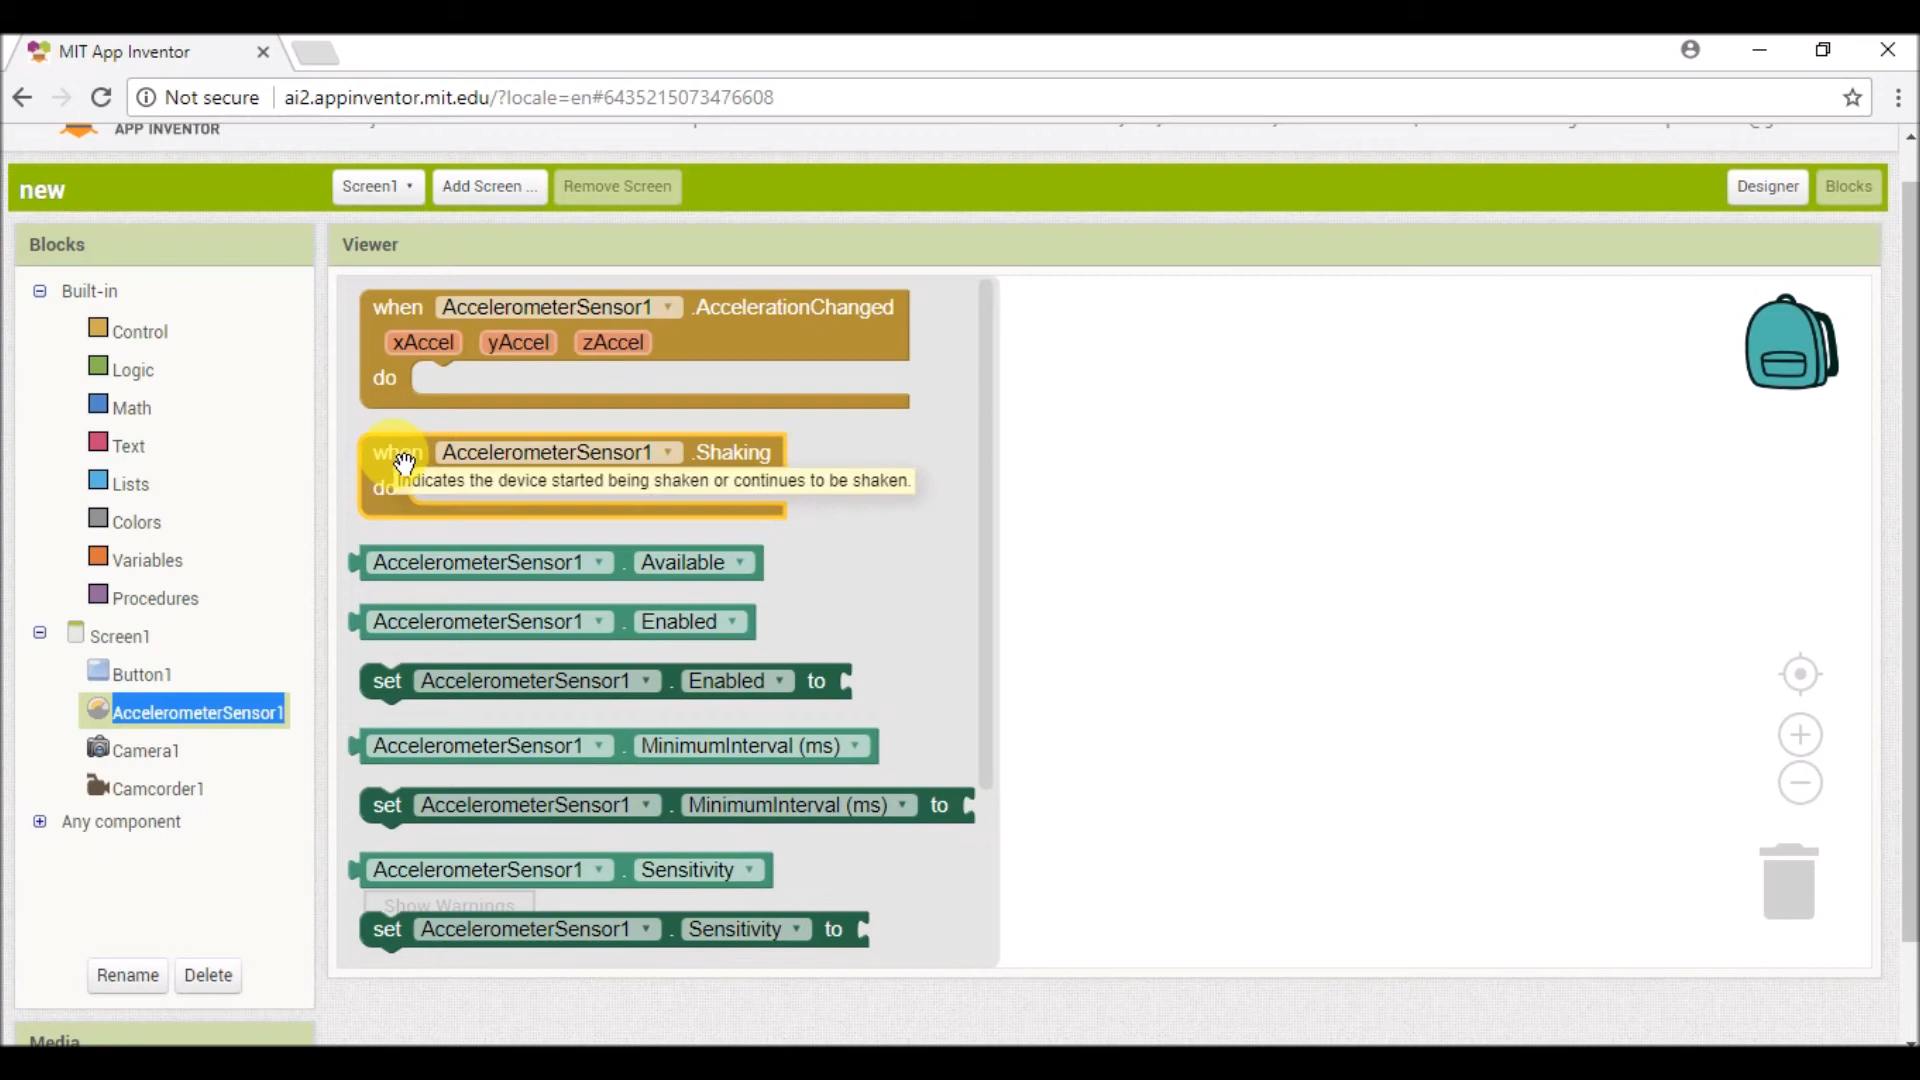 MIT App Inventor
Not secure ai2.appinventor.mit.edu/?locale=en#6435215073476608
APP INVENTOR
new Screen1 Add Screen ... Remove Screen Designer Blocks
Blocks Viewer
Built-in
Control
Logic
Math
Text
Lists
Colors
Variables
Procedures
Screen1
Button1
AccelerometerSensor1
Camera1
Camcorder1
Any component
Rename Delete
Media
when AccelerometerSensor1 .AccelerationChanged
xAccel yAccel zAccel
do
when AccelerometerSensor1 .Shaking
do
Indicates the device started being shaken or continues to be shaken.
AccelerometerSensor1 . Available
AccelerometerSensor1 . Enabled
set AccelerometerSensor1 . Enabled to
AccelerometerSensor1 . MinimumInterval (ms)
set AccelerometerSensor1 . MinimumInterval (ms) to
AccelerometerSensor1 . Sensitivity
Show Warnings
set AccelerometerSensor1 . Sensitivity to